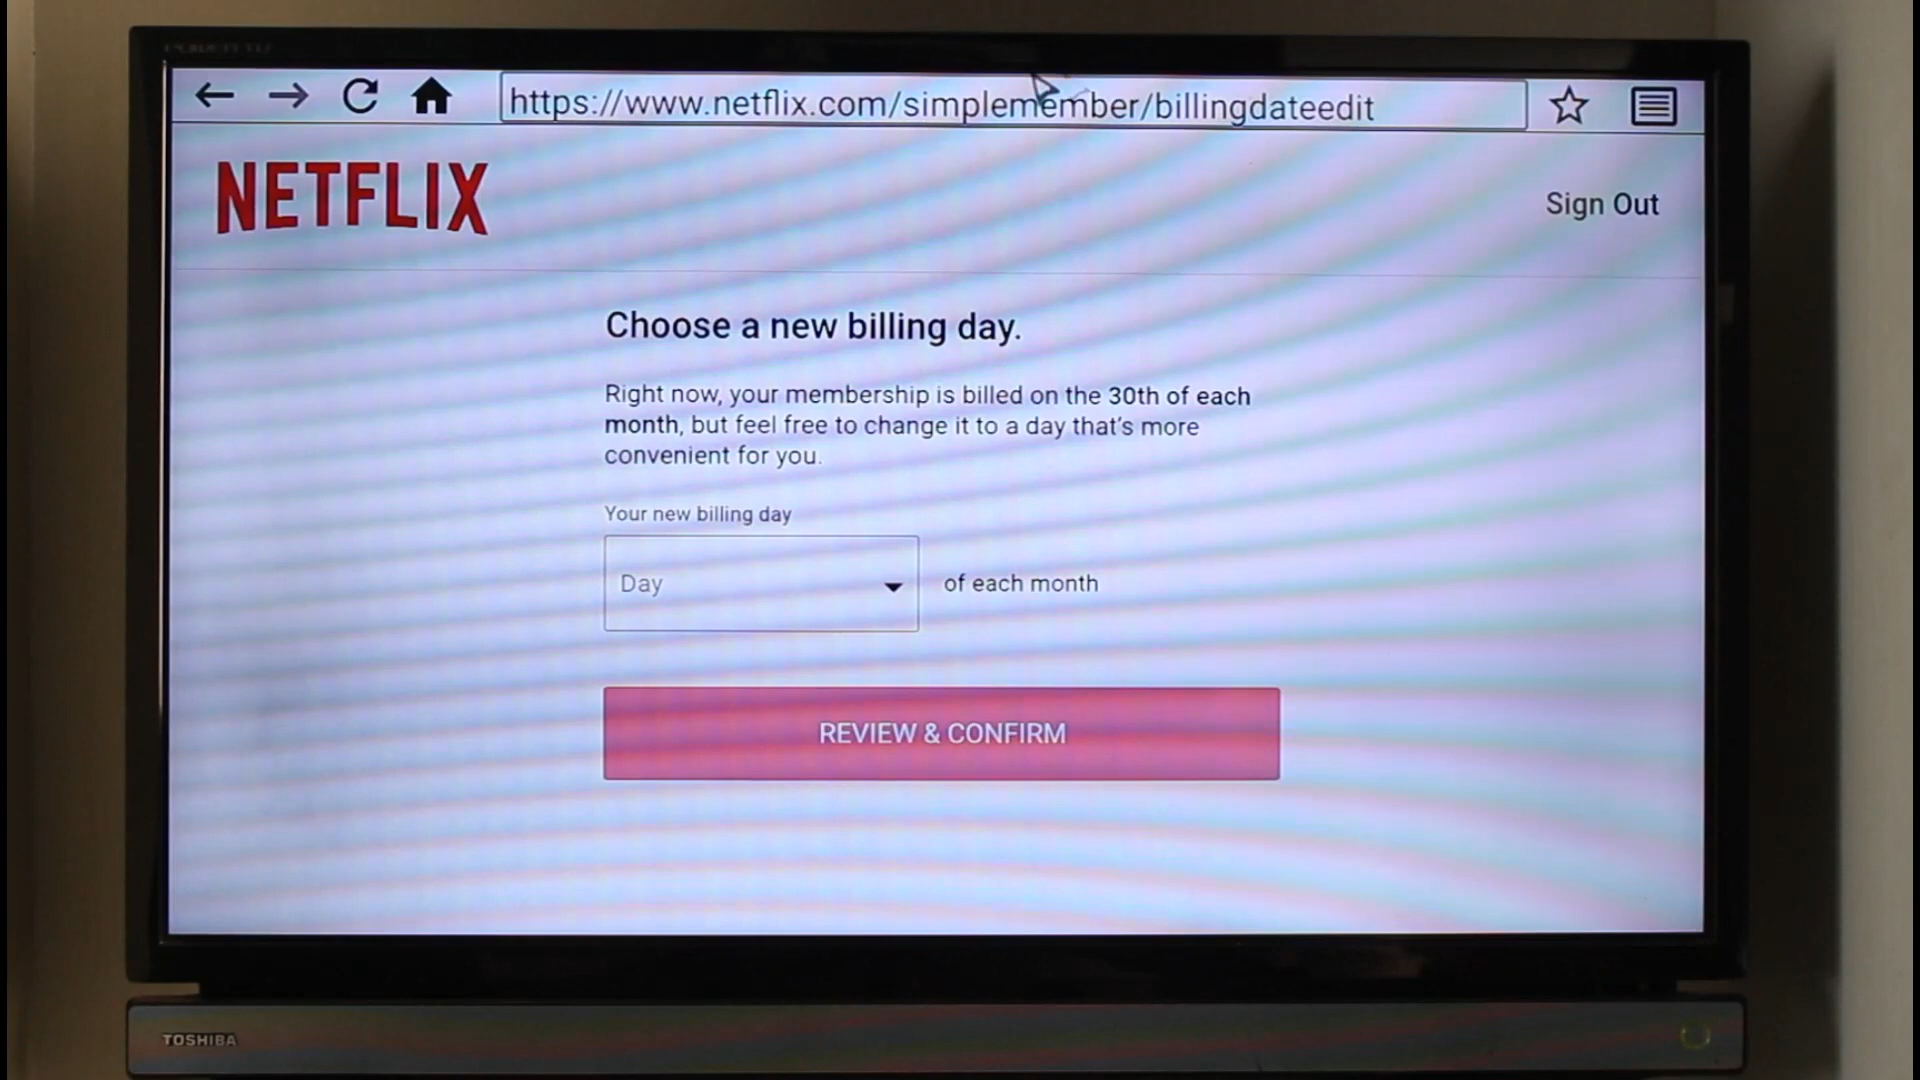 https://www.netflix.com/simplemember/billingdateedit
NETFLIX
Sign Out
Choose a new billing day.
Right now, your membership is billed on the 30th of each
month, but feel free to change it to a day that's more
convenient for you.
Your new billing day
Day
of each month
REVIEW & CONFIRM
TOSHIBA